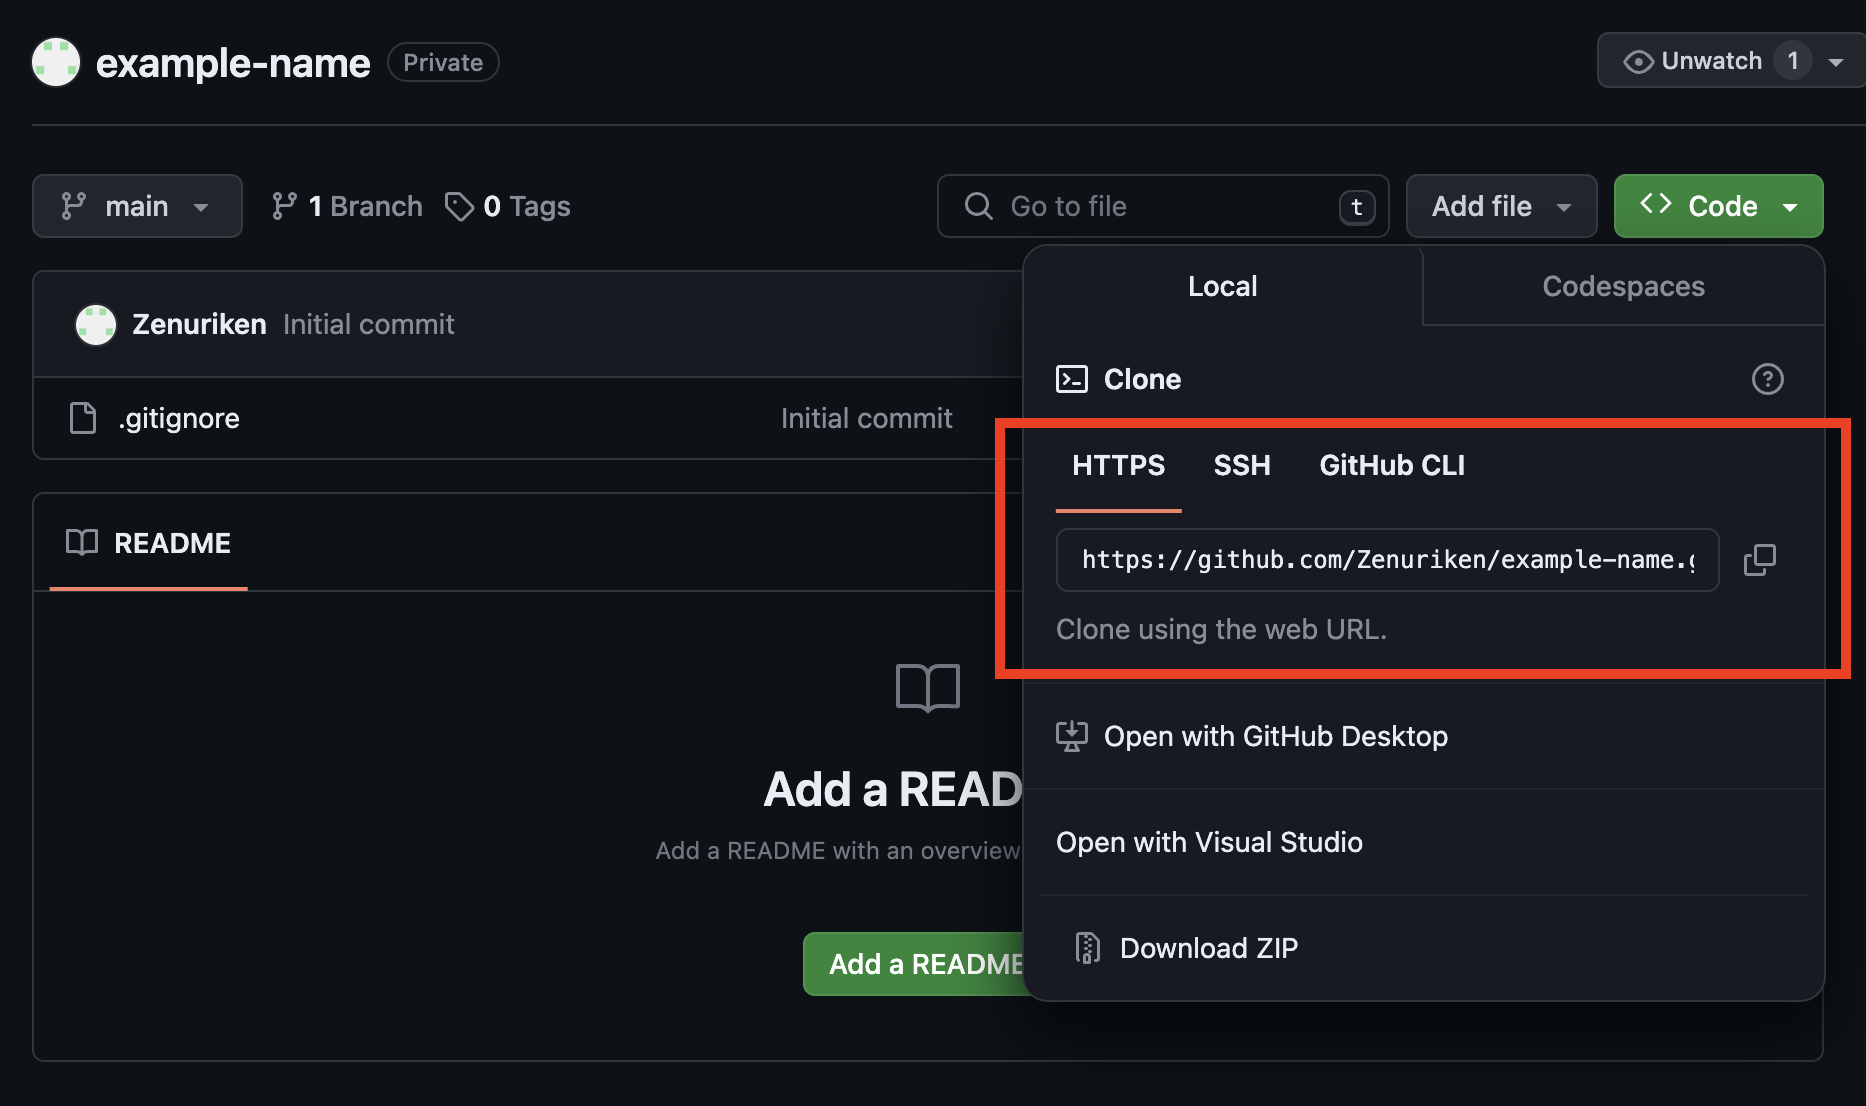 example-name Private
Unwatch 1
main 1 Branch 0 Tags
Go to file t Add file Code
Local Codespaces
Zenuriken Initial commit
Clone
.gitignore Initial commit
HTTPS SSH GitHub CLI
README
https://github.com/Zenuriken/example-name.g
Clone using the web URL.
Open with GitHub Desktop
Add a READ
Add a README with an overview
Open with Visual Studio
Add a README
Download ZIP